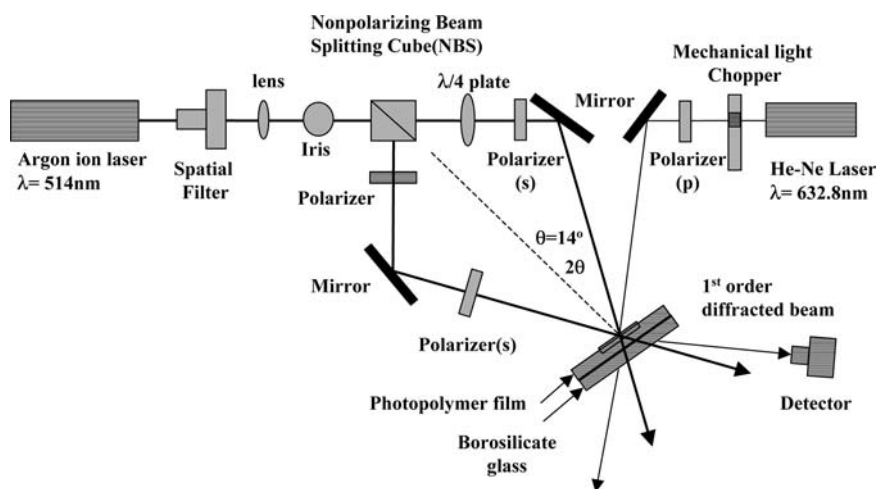 Nonpolarizing Beam
Splitting Cube(NBS)
Mechanical light
Chopper
lens
λ/4 plate
Mirror
Argon ion laser
λ= 514nm
Spatial
Filter
Iris
Polarizer
(s)
Polarizer
(p)
He-Ne Laser
λ= 632.8nm
Polarizer
θ=14°
2θ
Mirror
1st order
diffracted beam
Polarizer(s)
Photopolymer film
Detector
Borosilicate
glass